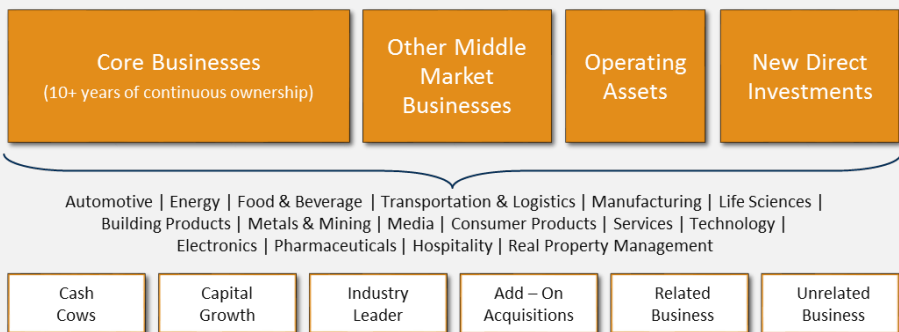 Core Businesses
(10+ years of continuous ownership)
Other Middle
Market
Businesses
Operating
Assets
New Direct
Investments
Automotive | Energy | Food & Beverage | Transportation & Logistics | Manufacturing | Life Sciences |
Building Products | Metals & Mining | Media | Consumer Products | Services | Technology |
Electronics | Pharmaceuticals | Hospitality | Real Property Management
Cash
Cows
Capital
Growth
Industry
Leader
Add – On
Acquisitions
Related
Business
Unrelated
Business